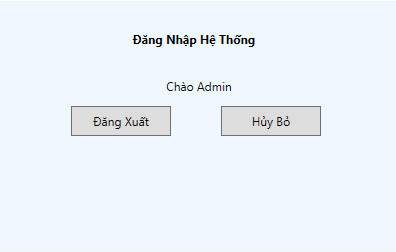 Đăng Nhập Hệ Thống
Chào Admin
Đăng Xuất Hủy Bỏ